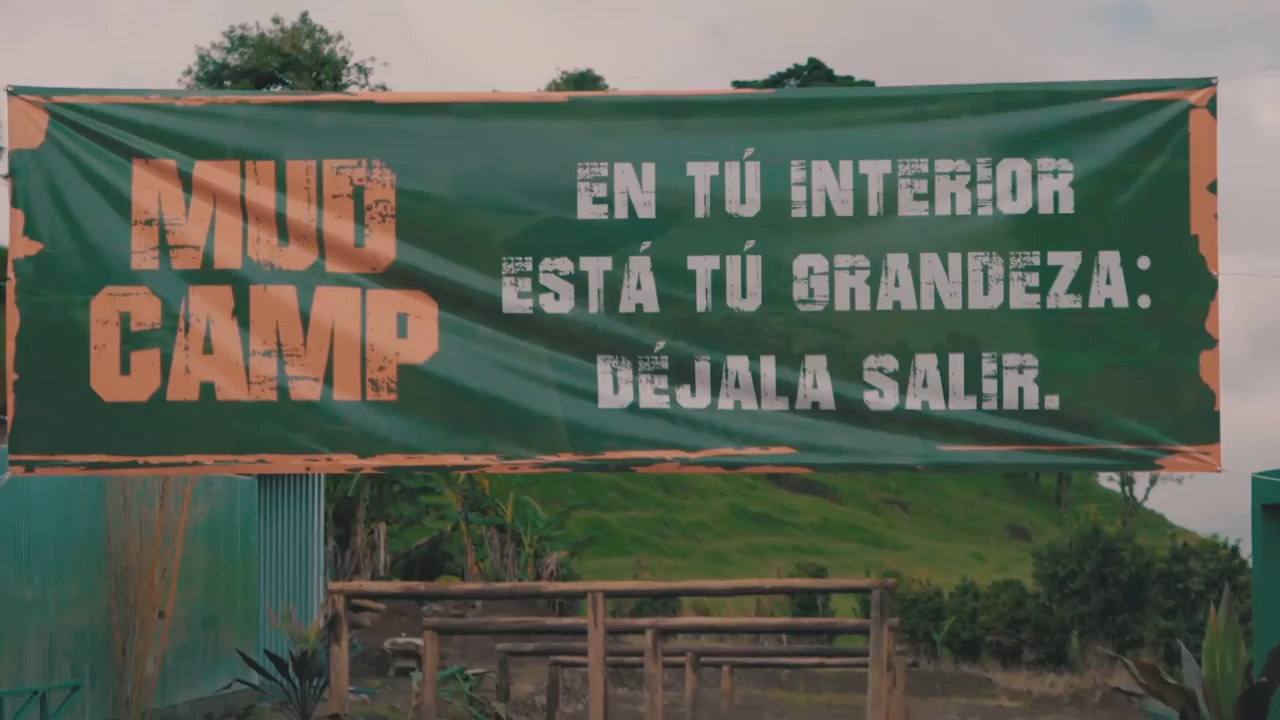 MUD
CAMP
EN TÚ INTERIOR
ESTÁ TÚ GRANDEZA:
DÉJALA SALIR.